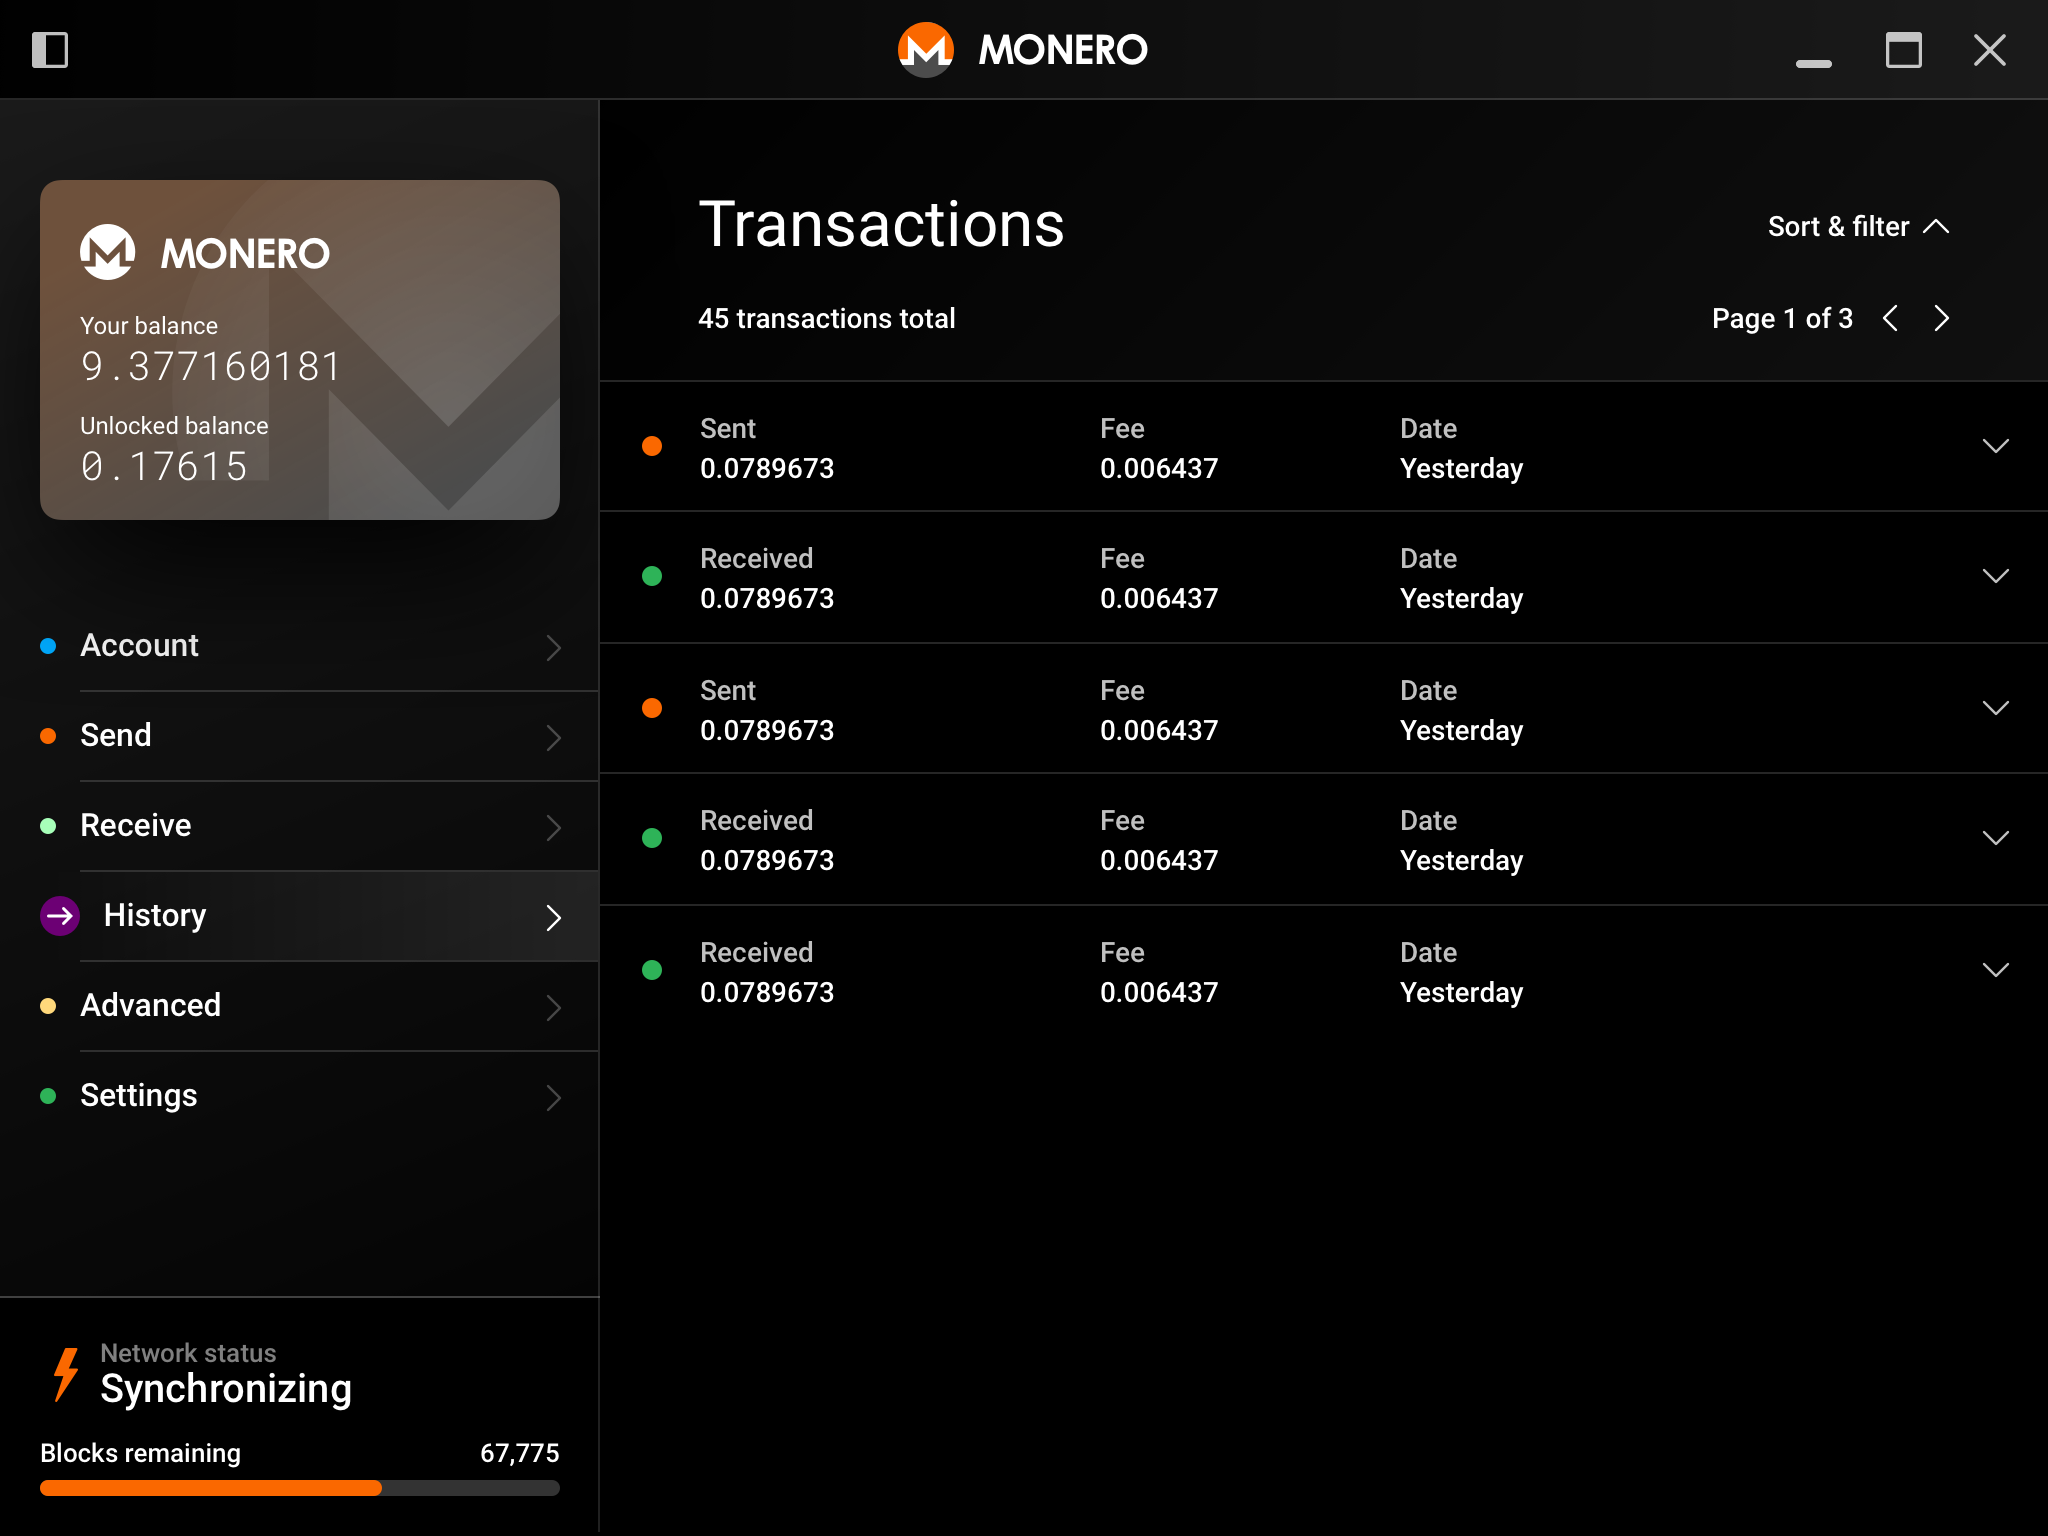 MONERO
MONERO
Your balance
9.377160181
Unlocked balance
0.17615
Account
Send
Receive
History
Advanced
Settings
Network status
Synchronizing
Blocks remaining 67,775
Transactions
Sort & filter
45 transactions total
Page 1 of 3
Sent Fee Date
0.0789673 0.006437 Yesterday
Received Fee Date
0.0789673 0.006437 Yesterday
Sent Fee Date
0.0789673 0.006437 Yesterday
Received Fee Date
0.0789673 0.006437 Yesterday
Received Fee Date
0.0789673 0.006437 Yesterday